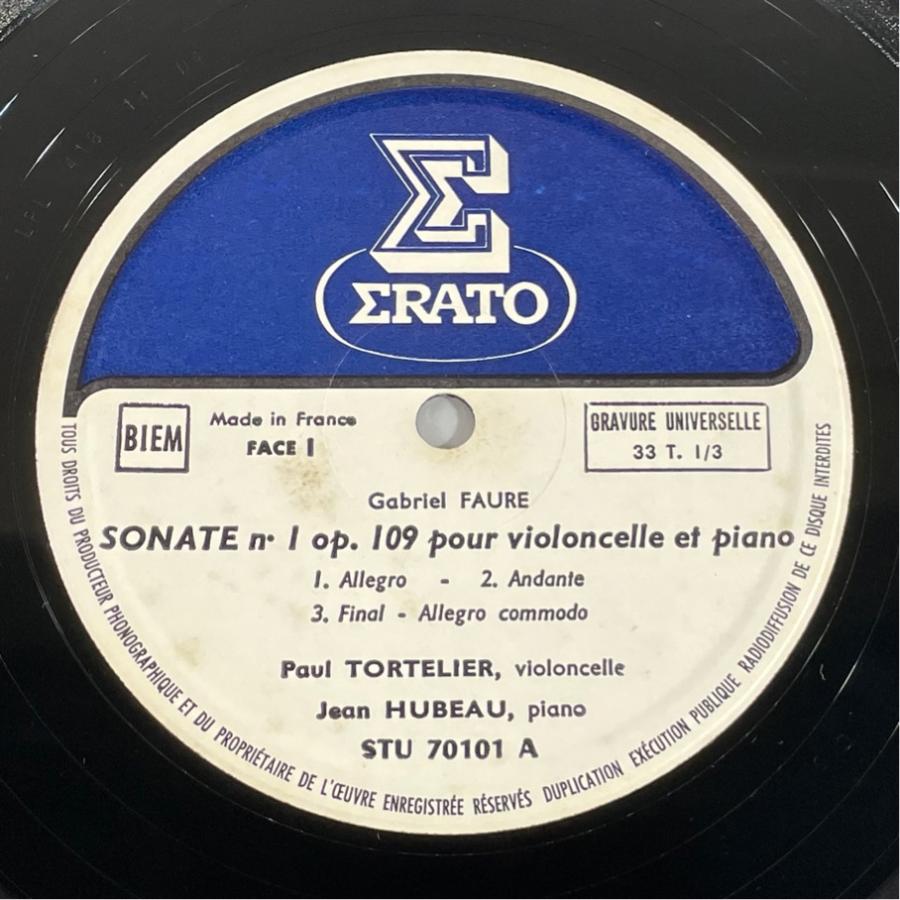 Σ
ΣRATO
BIEM
Made in France
FACE 1
GRAVURE UNIVERSELLE
33 T. 1/3
Gabriel FAURE
SONATE n• 1 op. 109 pour violoncelle et piano
1. Allegro - 2. Andante
3. Final - Allegro commodo
Paul TORTELIER, violoncelle
Jean HUBEAU, piano
STU 70101 A
TOUS DROITS DU PRODUCTEUR PHONOGRAPHIQUE ET DU PROPRIÉTAIRE DE L'ŒUVRE ENREGISTRÉE RÉSERVÉS DUPLICATION EXÉCUTION PUBLIQUE RADIODIFFUSION DE CE DISQUE INTERDITES